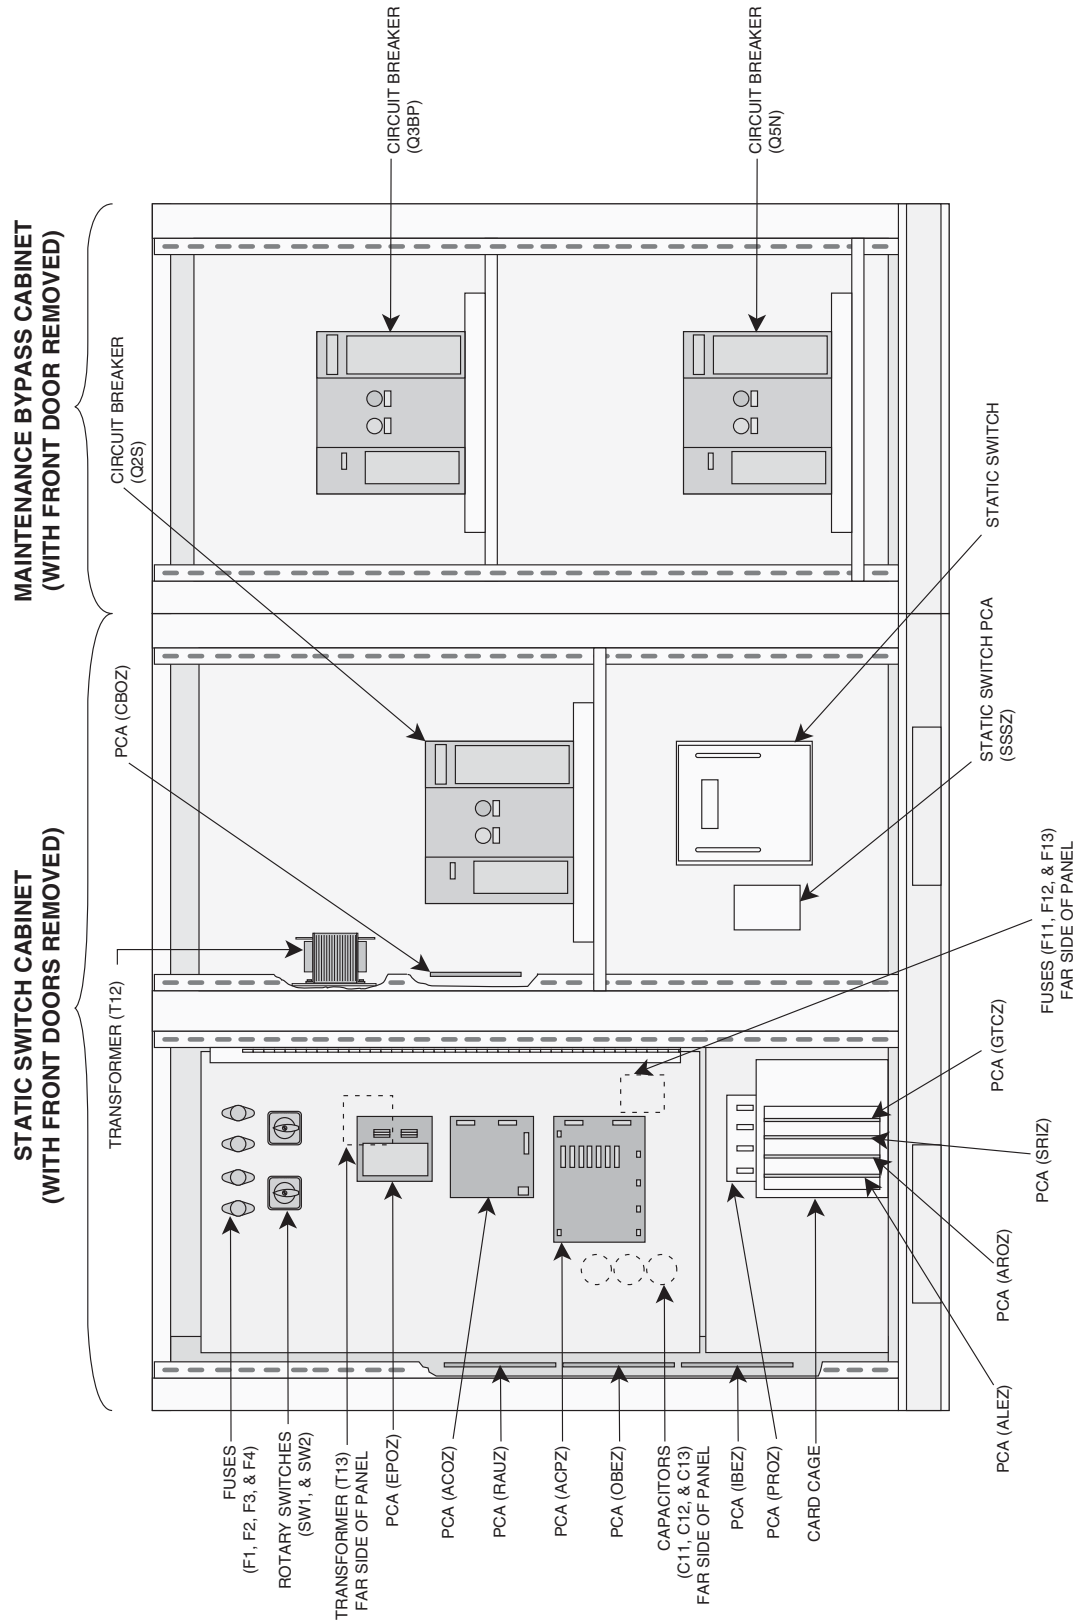 STATIC SWITCH CABINET
(WITH FRONT DOORS REMOVED)
MAINTENANCE BYPASS CABINET
(WITH FRONT DOOR REMOVED)
TRANSFORMER (T12)
PCA (CBOZ)
CIRCUIT BREAKER
(Q2S)
CIRCUIT BREAKER
(Q3BP)
CIRCUIT BREAKER
(Q5N)
FUSES
(F1, F2, F3, & F4)
ROTARY SWITCHES
(SW1, & SW2)
TRANSFORMER (T13)
FAR SIDE OF PANEL
PCA (EPOZ)
PCA (ACOZ)
PCA (RAUZ)
PCA (ACPZ)
PCA (OBEZ)
CAPACITORS
(C11, C12, & C13)
FAR SIDE OF PANEL
PCA (IBEZ)
PCA (PROZ)
CARD CAGE
PCA (ALEZ)
PCA (AROZ)
PCA (SRIZ)
PCA (GTCZ)
FUSES (F11, F12, & F13)
FAR SIDE OF PANEL
STATIC SWITCH PCA
(SSSZ)
STATIC SWITCH